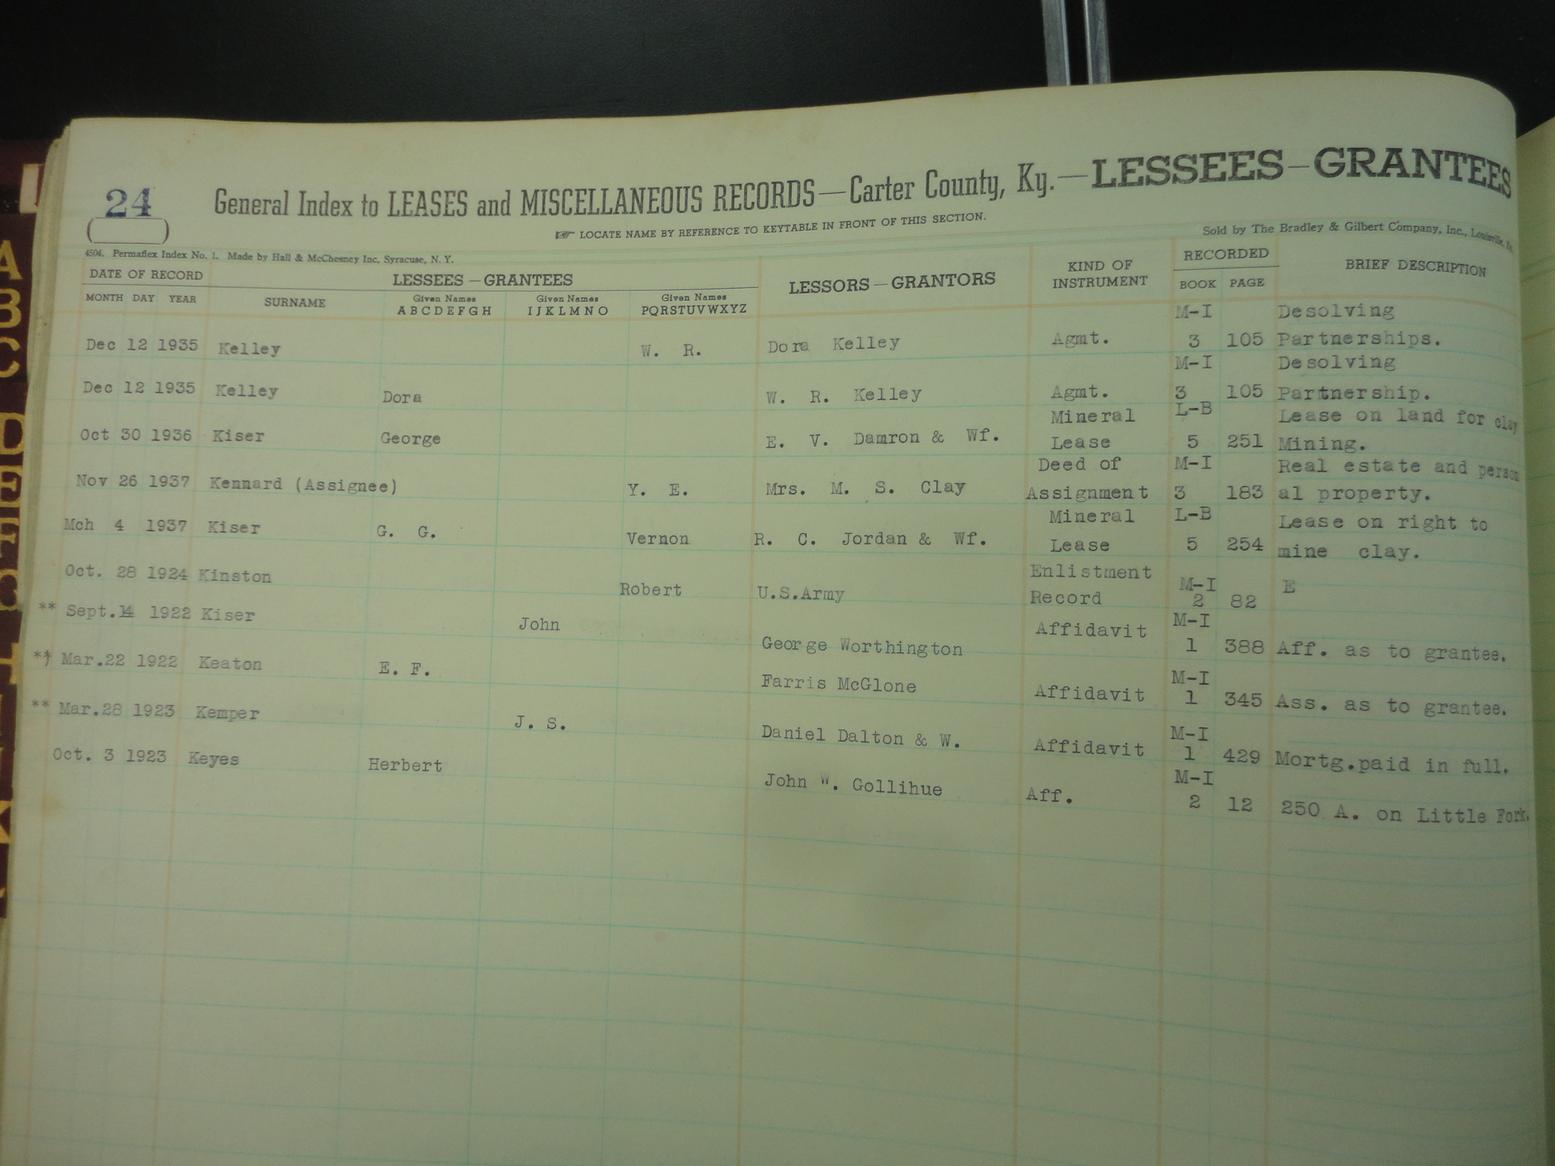 24
General Index to LEASES and MISCELLANEOUS RECORDS—Carter County, Ky.—LESSEES–GRANTEES
LOCATE NAME BY REFERENCE TO KEYTABLE IN FRONT OF THIS SECTION.
4504. Permaflex Index No. 1. Made by Hall & McChesney Inc, Syracuse, N. Y.
Sold by The Bradley & Gilbert Company, Inc., Louisville, Ky.
DATE OF RECORD LESSEES—GRANTEES LESSORS—GRANTORS KIND OF INSTRUMENT RECORDED BRIEF DESCRIPTION
MONTH DAY YEAR SURNAME Given Names ABCDEFGH Given Names IJKLMNO Given Names PQRSTUVWXYZ BOOK PAGE
M-I Desolving
Dec 12 1935 Kelley W. R. Dora Kelley Agmt. 3 105 Partnerships.
M-I Desolving
Dec 12 1935 Kelley Dora W. R. Kelley Agmt. 3 105 Partnership.
Mineral L-B Lease on land for clay
Oct 30 1936 Kiser George E. V. Damron & Wf. Lease 5 251 Mining.
Deed of M-I Real estate and person
Nov 26 1937 Kennard (Assignee) Y. E. Mrs. M. S. Clay Assignment 3 183 al property.
Mineral L-B Lease on right to
Mch 4 1937 Kiser G. G. Vernon R. C. Jordan & Wf. Lease 5 254 mine clay.
Enlistment M-I E
Oct. 28 1924 Kinston Robert U.S.Army Record 2 82
M-I
** Sept.14 1922 Kiser John George Worthington Affidavit 1 388 Aff. as to grantee.
M-I
** Mar.22 1922 Keaton E. F. Farris McGlone Affidavit 1 345 Ass. as to grantee.
M-I
** Mar.28 1923 Kemper J. S. Daniel Dalton & W. Affidavit 1 429 Mortg.paid in full.
M-I
Oct. 3 1923 Keyes Herbert John W. Gollihue Aff. 2 12 250 A. on Little Fork.
A
B
C
D
E
F